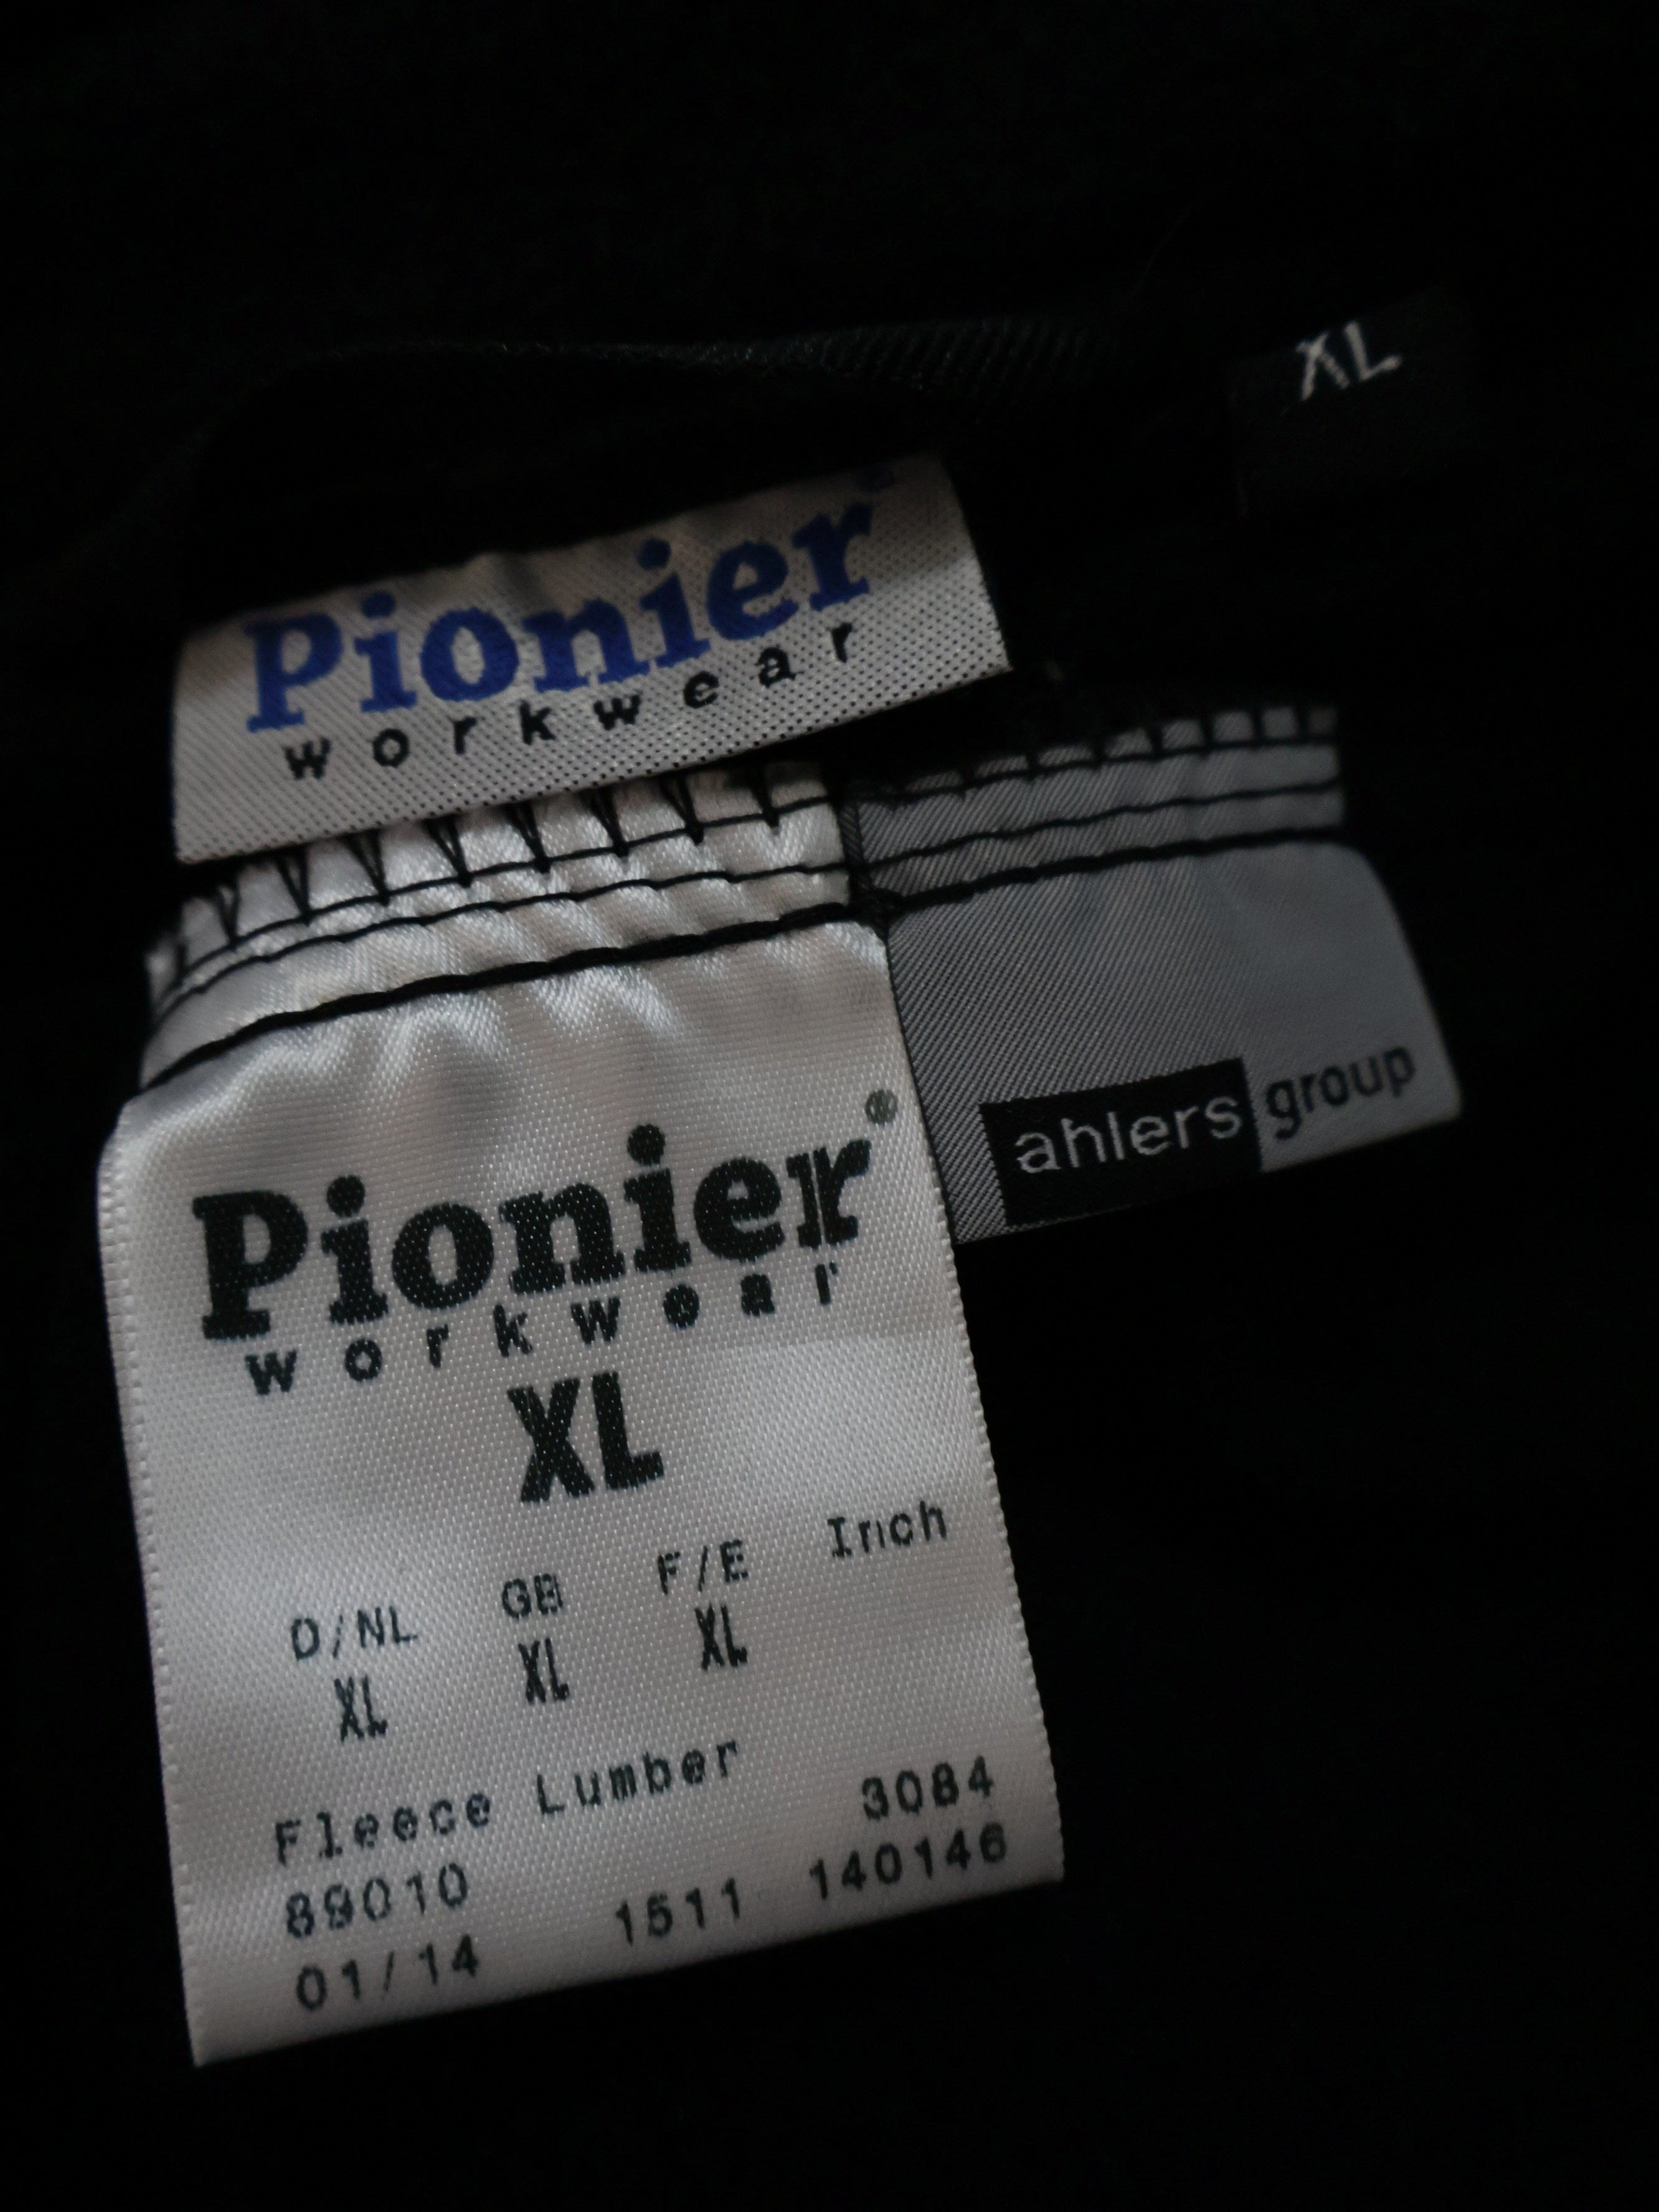 XL
Pionier®
workwear
ahlers group
Pionier®
workwear
XL
D/NL GB F/E Inch
XL XL XL
Fleece Lumber
89010 3084
01/14 1511 140146